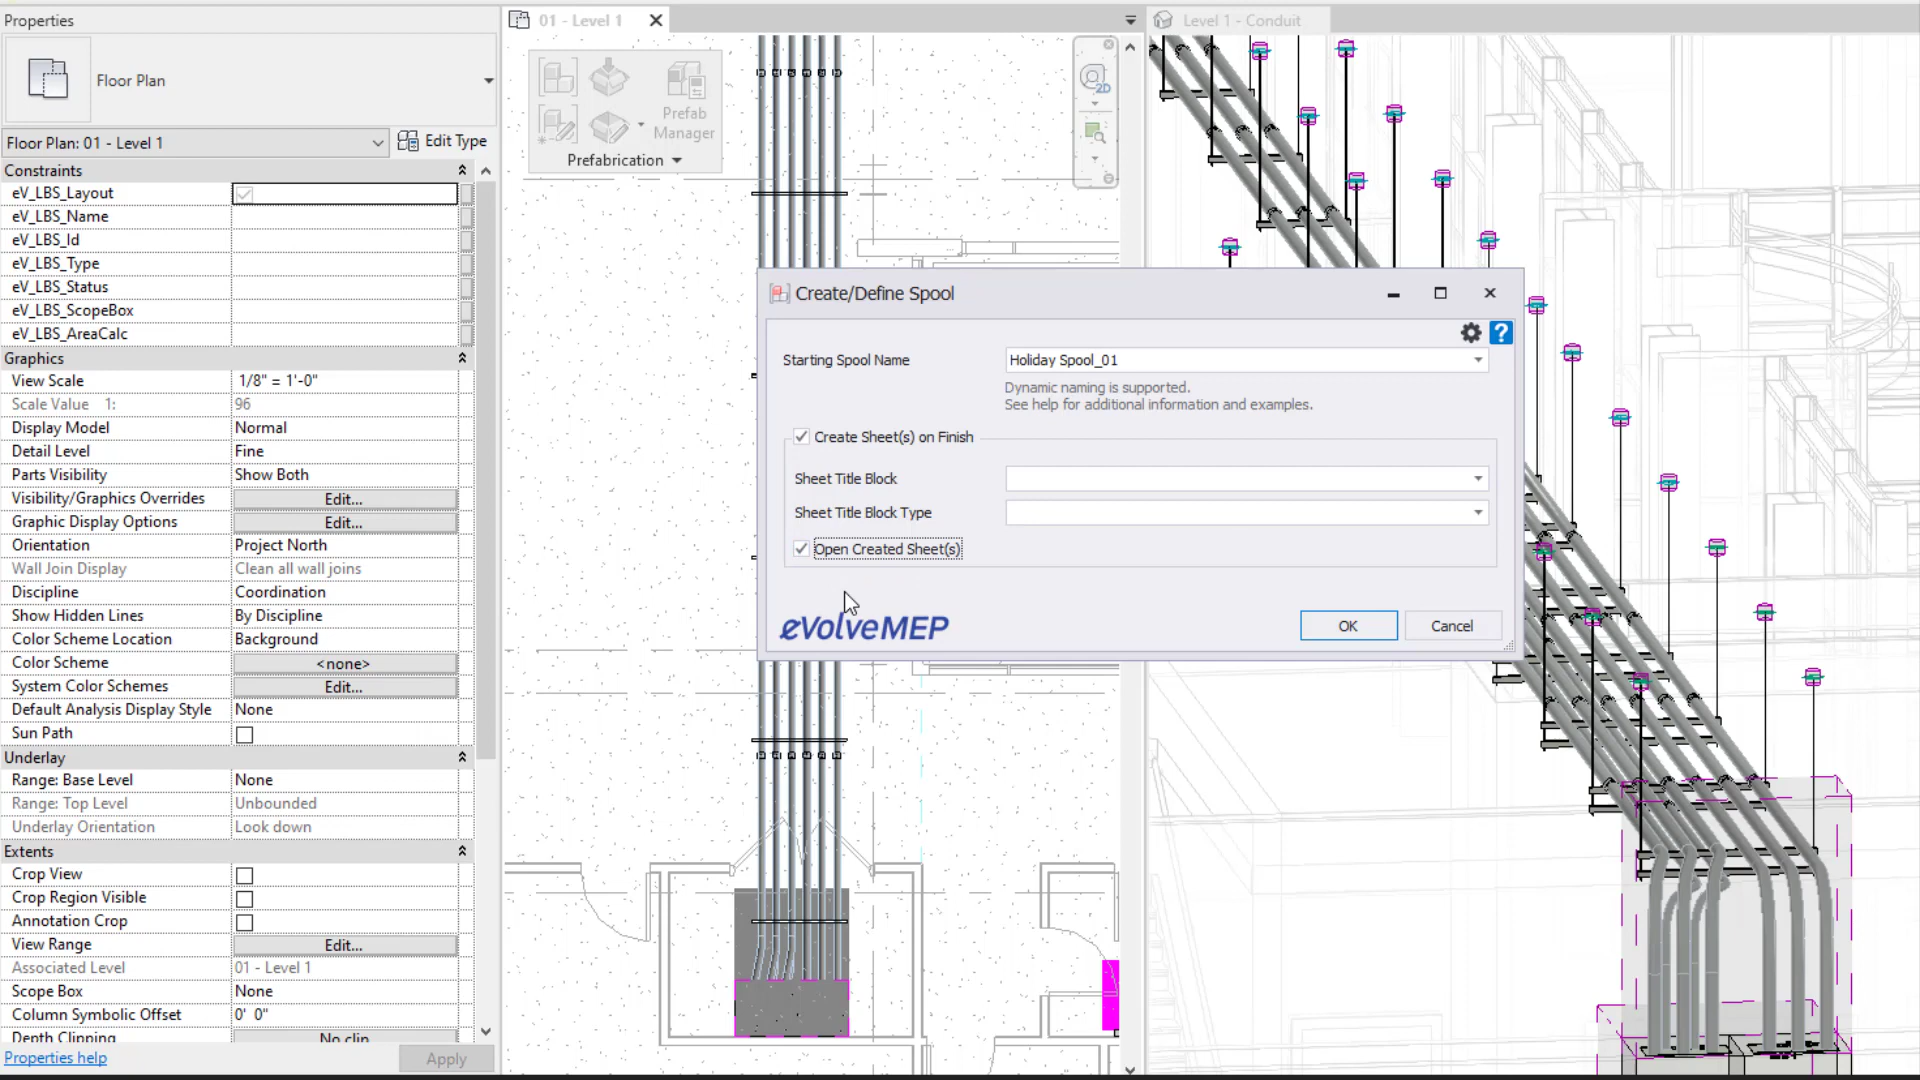 Properties
Floor Plan
Floor Plan: 01 - Level 1
Edit Type
Constraints
eV_LBS_Layout
eV_LBS_Name
eV_LBS_Id
eV_LBS_Type
eV_LBS_Status
eV_LBS_ScopeBox
eV_LBS_AreaCalc
Graphics
View Scale 1/8" = 1'-0"
Scale Value 1: 96
Display Model Normal
Detail Level Fine
Parts Visibility Show Both
Visibility/Graphics Overrides Edit...
Graphic Display Options Edit...
Orientation Project North
Wall Join Display Clean all wall joins
Discipline Coordination
Show Hidden Lines By Discipline
Color Scheme Location Background
Color Scheme <none>
System Color Schemes Edit...
Default Analysis Display Style None
Sun Path
Underlay
Range: Base Level None
Range: Top Level Unbounded
Underlay Orientation Look down
Extents
Crop View
Crop Region Visible
Annotation Crop
View Range Edit...
Associated Level 01 - Level 1
Scope Box None
Column Symbolic Offset 0' 0"
Depth Clipping No clip
Properties help
Apply
01 - Level 1
Level 1 - Conduit
Prefab
Manager
Prefabrication
2D
Create/Define Spool
?
Starting Spool Name Holiday Spool_01
Dynamic naming is supported.
See help for additional information and examples.
Create Sheet(s) on Finish
Sheet Title Block
Sheet Title Block Type
Open Created Sheet(s)
eVolveMEP
OK
Cancel